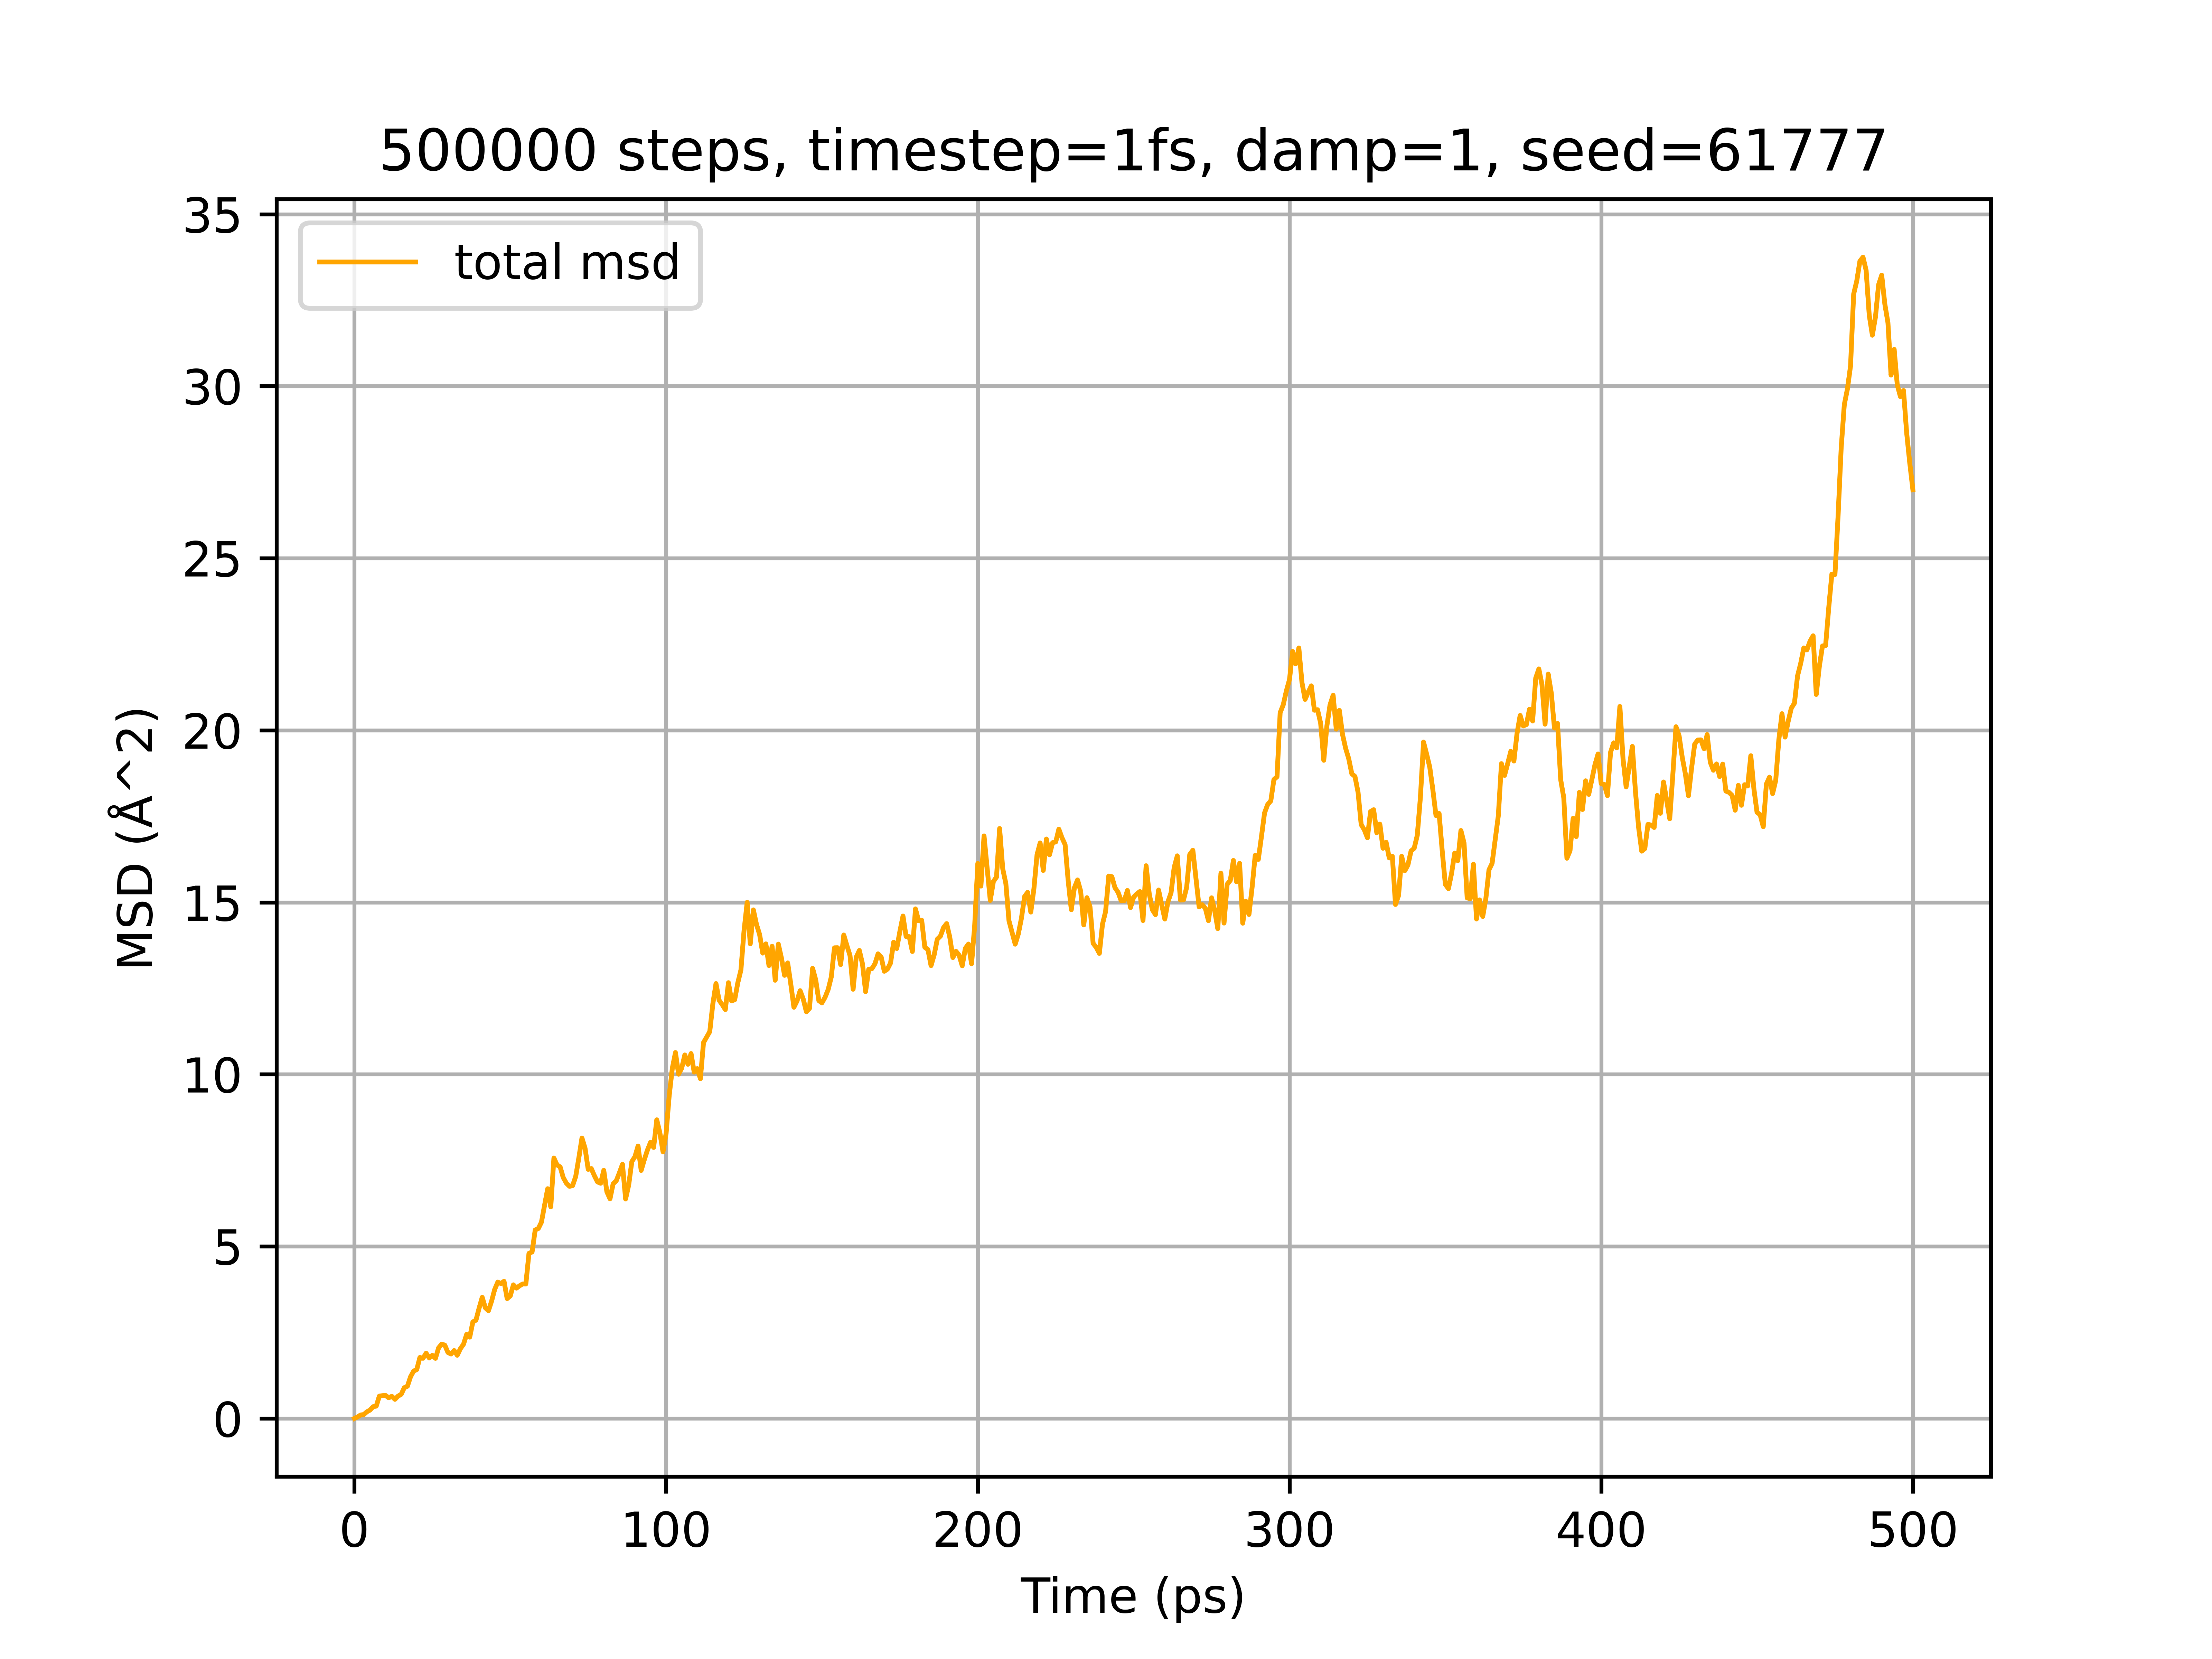 500000 steps, timestep=1fs, damp=1, seed=61777
total msd
MSD (Å^2)
35
30
25
20
15
10
5
0
0 100 200 300 400 500
Time (ps)